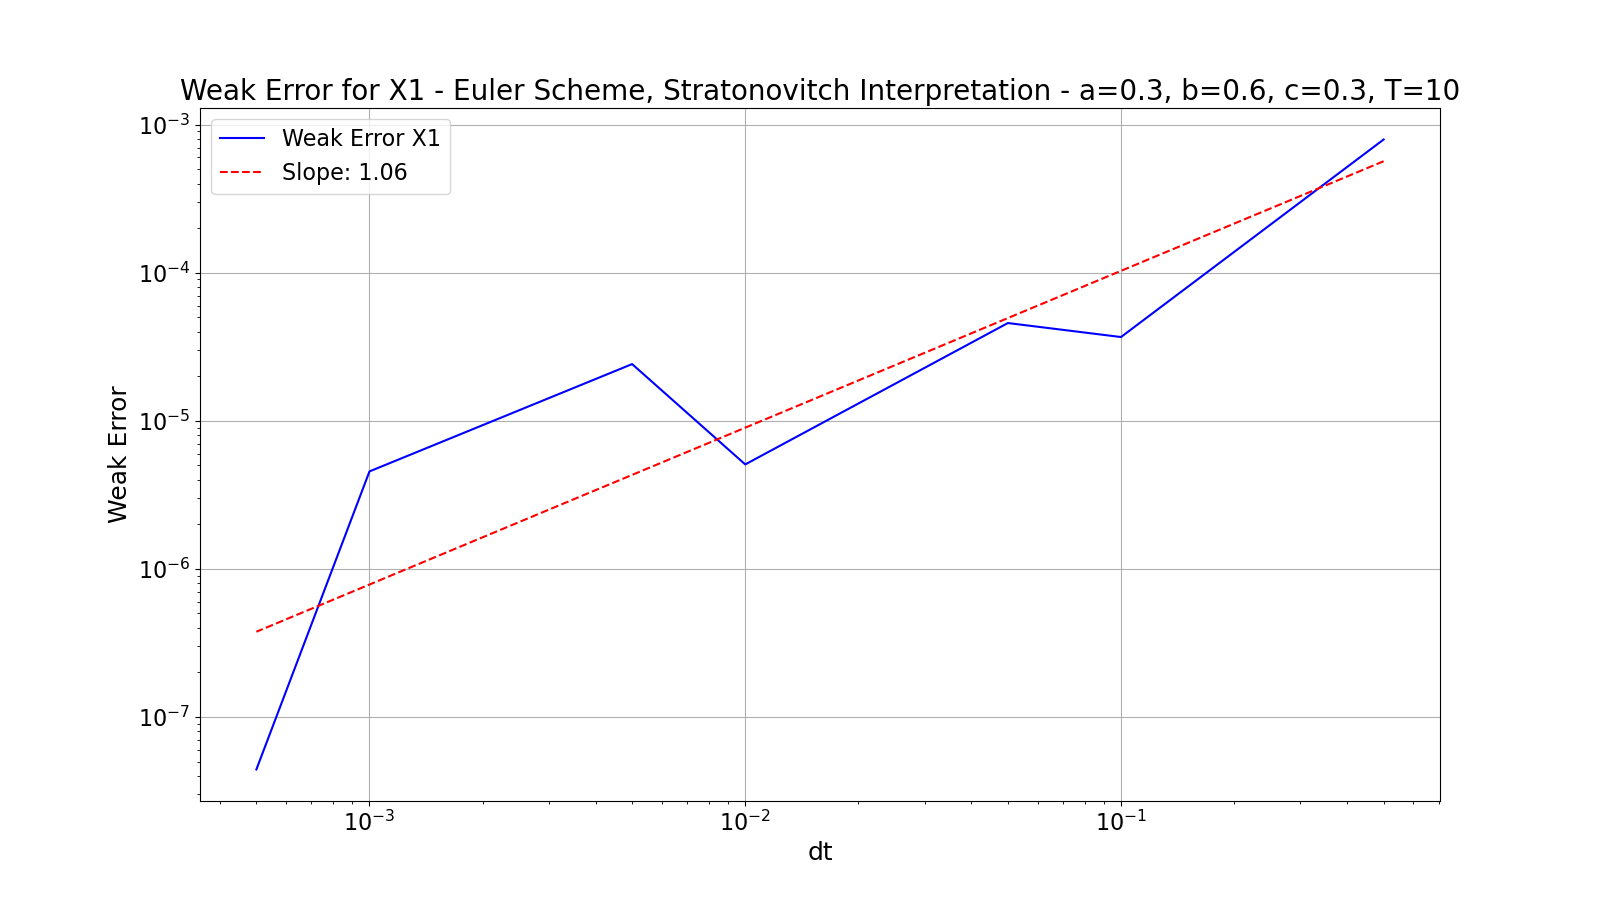 Weak Error for X1 - Euler Scheme, Stratonovitch Interpretation - a=0.3, b=0.6, c=0.3, T=10
Weak Error X1
Slope: 1.06
10⁻³
10⁻⁴
10⁻⁵
10⁻⁶
10⁻⁷
Weak Error
10⁻³ 10⁻² 10⁻¹
dt